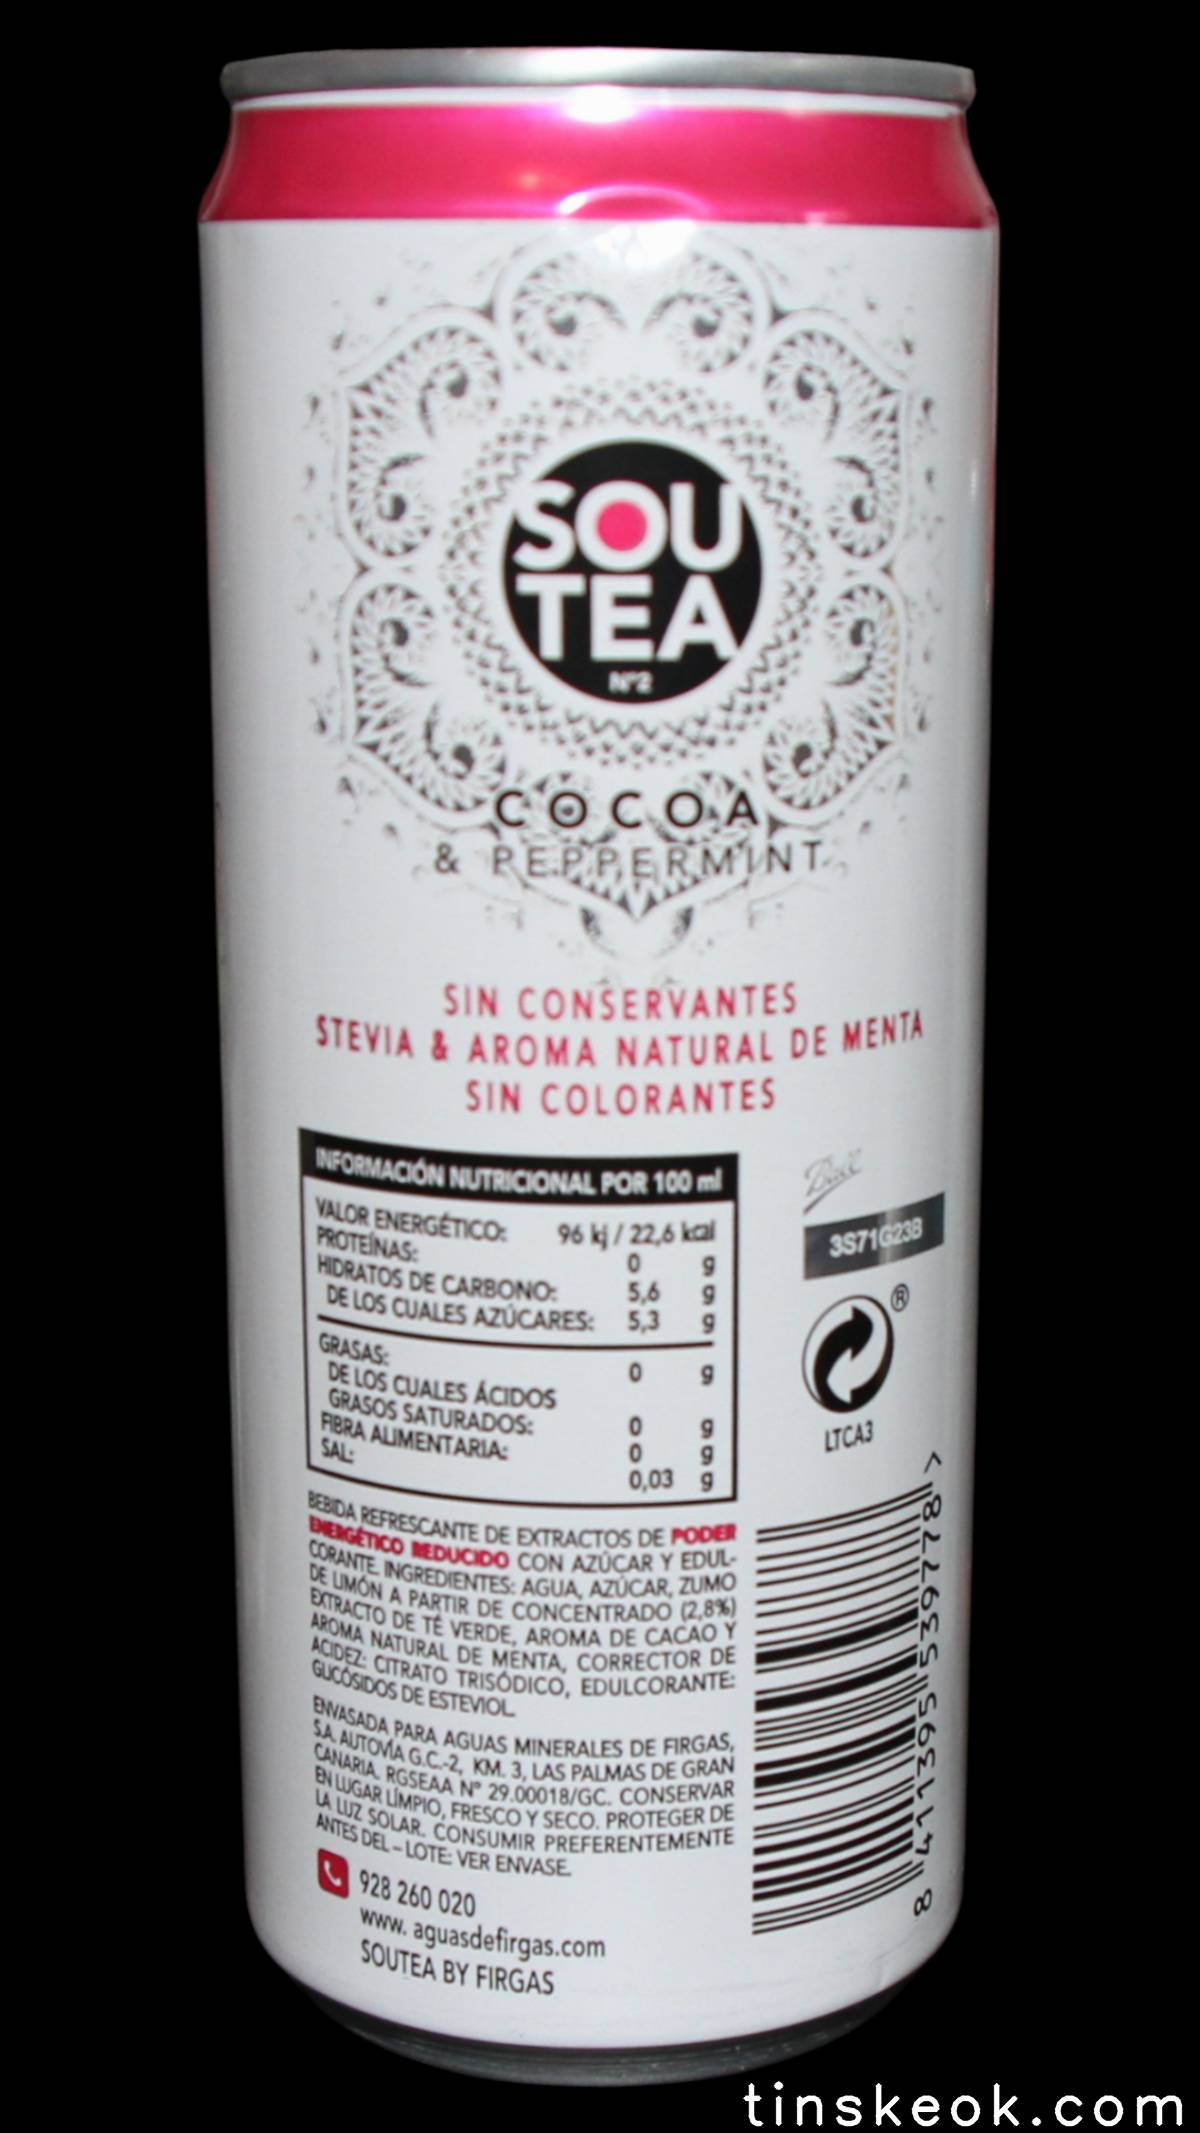 SOU
TEA
Nº2
COCOA
& PEPPERMINT
SIN CONSERVANTES
STEVIA & AROMA NATURAL DE MENTA
SIN COLORANTES
INFORMACIÓN NUTRICIONAL POR 100 ml
VALOR ENERGÉTICO: 96 kj / 22,6 kcal
PROTEÍNAS: 0 g
HIDRATOS DE CARBONO: 5,6 g
DE LOS CUALES AZÚCARES: 5,3 g
GRASAS: 0 g
DE LOS CUALES ÁCIDOS
GRASOS SATURADOS: 0 g
FIBRA ALIMENTARIA: 0 g
SAL: 0,03 g
BEBIDA REFRESCANTE DE EXTRACTOS DE PODER
ENERGÉTICO REDUCIDO CON AZÚCAR Y EDUL-
CORANTE. INGREDIENTES: AGUA, AZÚCAR, ZUMO
DE LIMÓN A PARTIR DE CONCENTRADO (2,8%)
EXTRACTO DE TÉ VERDE, AROMA DE CACAO Y
AROMA NATURAL DE MENTA, CORRECTOR DE
ACIDEZ: CITRATO TRISÓDICO, EDULCORANTE:
GLICÓSIDOS DE ESTEVIOL
ENVASADA PARA AGUAS MINERALES DE FIRGAS,
S.A. AUTOVÍA G.C.-2, KM. 3, LAS PALMAS DE GRAN
CANARIA. RGSEAA Nº 29.00018/GC. CONSERVAR
EN LUGAR LÍMPIO, FRESCO Y SECO. PROTEGER DE
LA LUZ SOLAR. CONSUMIR PREFERENTEMENTE
ANTES DEL – LOTE: VER ENVASE.
928 260 020
www. aguasdefirgas.com
SOUTEA BY FIRGAS
Ball
3S71G23B
®
LTCA3
8 411395 539778 >
tinskeok.com